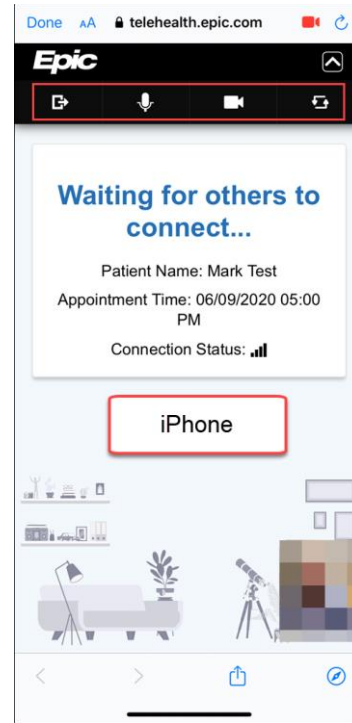 Done AA telehealth.epic.com
Epic
Waiting for others to
connect...
Patient Name: Mark Test
Appointment Time: 06/09/2020 05:00
PM
Connection Status:
iPhone